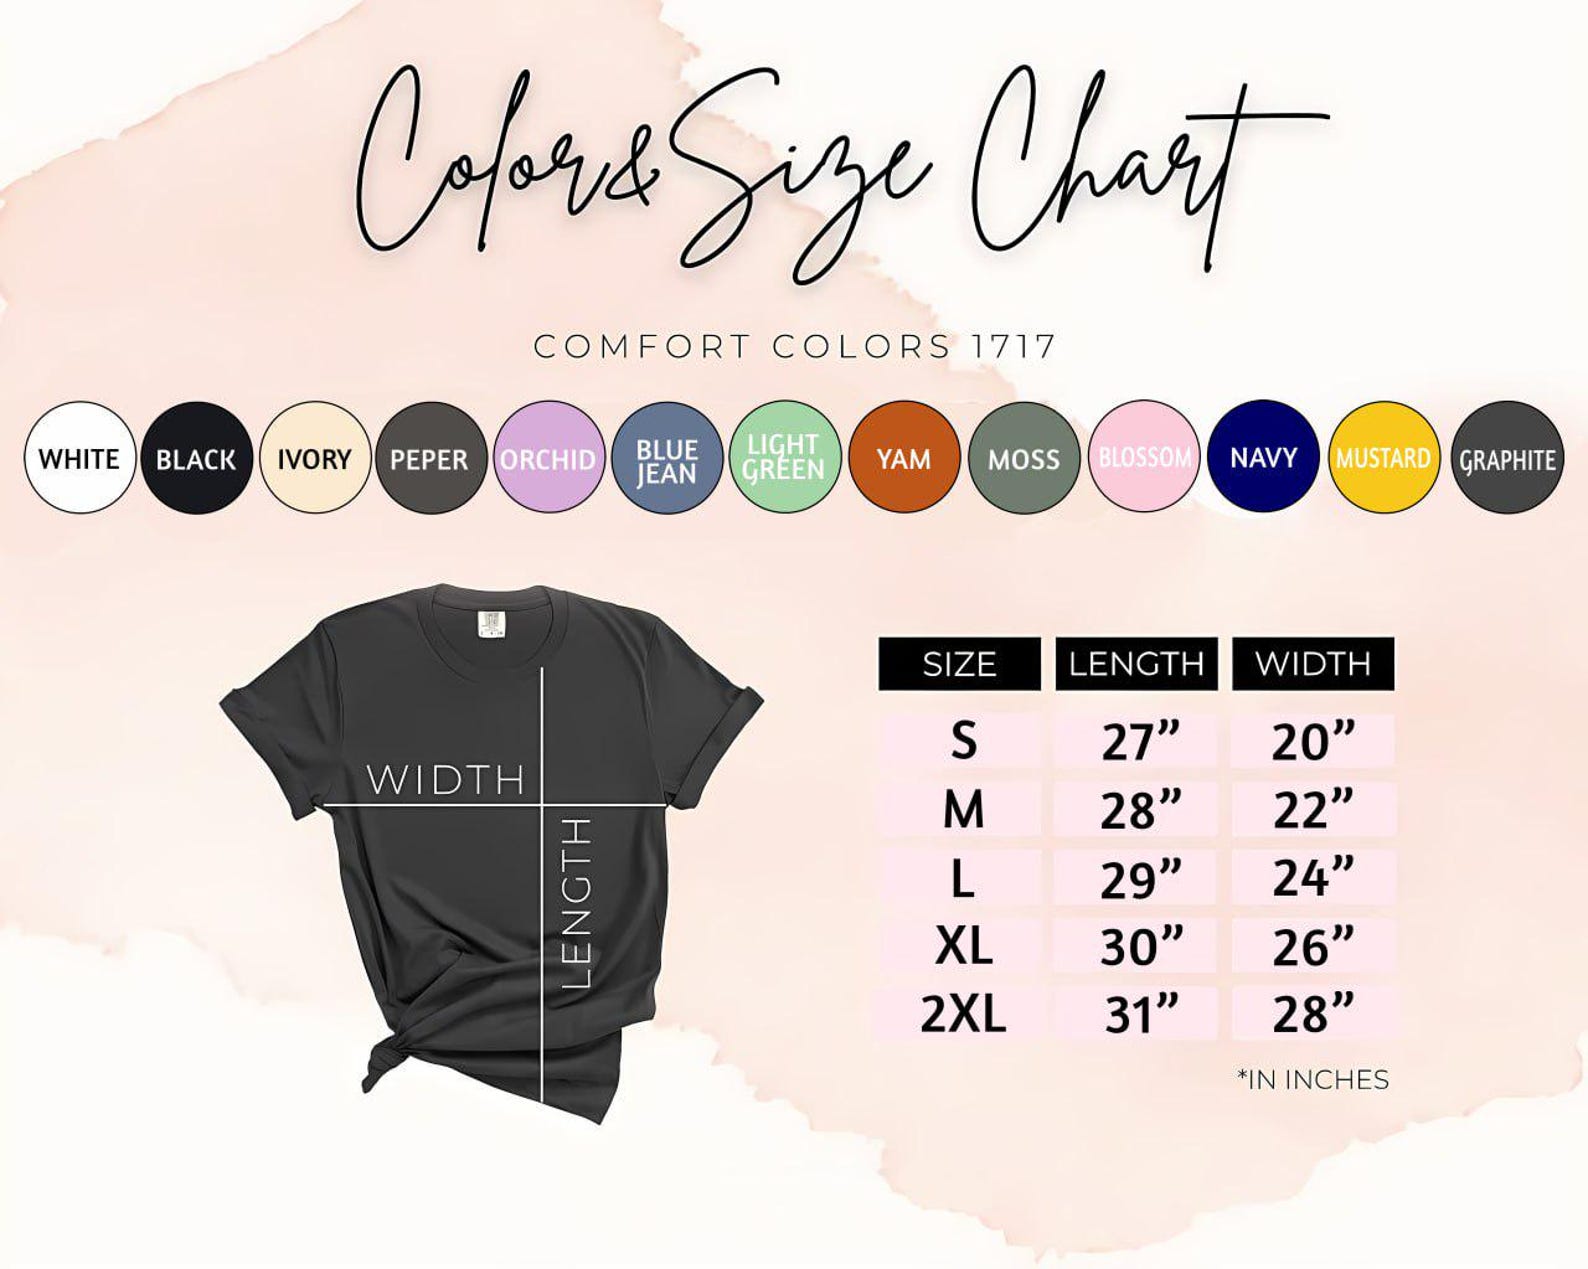 Color & Size Chart
COMFORT COLORS 1717
WHITE
BLACK
IVORY
PEPER
ORCHID
BLUE
JEAN
LIGHT
GREEN
YAM
MOSS
BLOSSOM
NAVY
MUSTARD
GRAPHITE
WIDTH
LENGTH
SIZE LENGTH WIDTH
S 27” 20”
M 28” 22”
L 29” 24”
XL 30” 26”
2XL 31” 28”
*IN INCHES